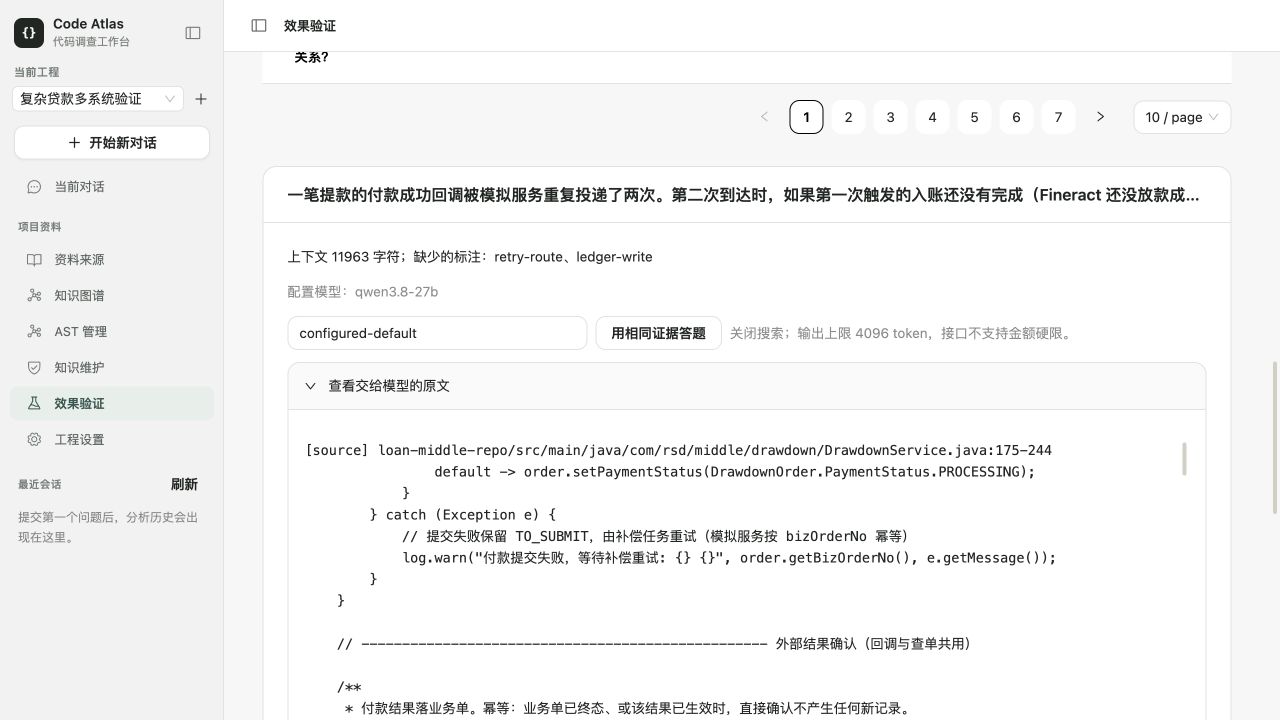 {}
Code Atlas
代码调查工作台
当前工程
复杂贷款多系统验证
开始新对话
当前对话
项目资料
资料来源
知识图谱
AST 管理
知识维护
效果验证
工程设置
最近会话
刷新
提交第一个问题后，分析历史会出
现在这里。
效果验证
关系？
1 2 3 4 5 6 7
10 / page
一笔提款的付款成功回调被模拟服务重复投递了两次。第二次到达时，如果第一次触发的入账还没有完成（Fineract 还没放款成...
上下文 11963 字符；缺少的标注：retry-route、ledger-write
配置模型：qwen3.8-27b
configured-default
用相同证据答题
关闭搜索；输出上限 4096 token，接口不支持金额硬限。
查看交给模型的原文
[source] loan-middle-repo/src/main/java/com/rsd/middle/drawdown/DrawdownService.java:175-244
default -> order.setPaymentStatus(DrawdownOrder.PaymentStatus.PROCESSING);
}
} catch (Exception e) {
// 提交失败保留 TO_SUBMIT，由补偿任务重试（模拟服务按 bizOrderNo 幂等）
log.warn("付款提交失败，等待补偿重试: {} {}", order.getBizOrderNo(), e.getMessage());
}
}
// -------------------------------------------------- 外部结果确认（回调与查单共用）
/**
* 付款结果落业务单。幂等：业务单已终态、或该结果已生效时，直接确认不产生任何新记录。